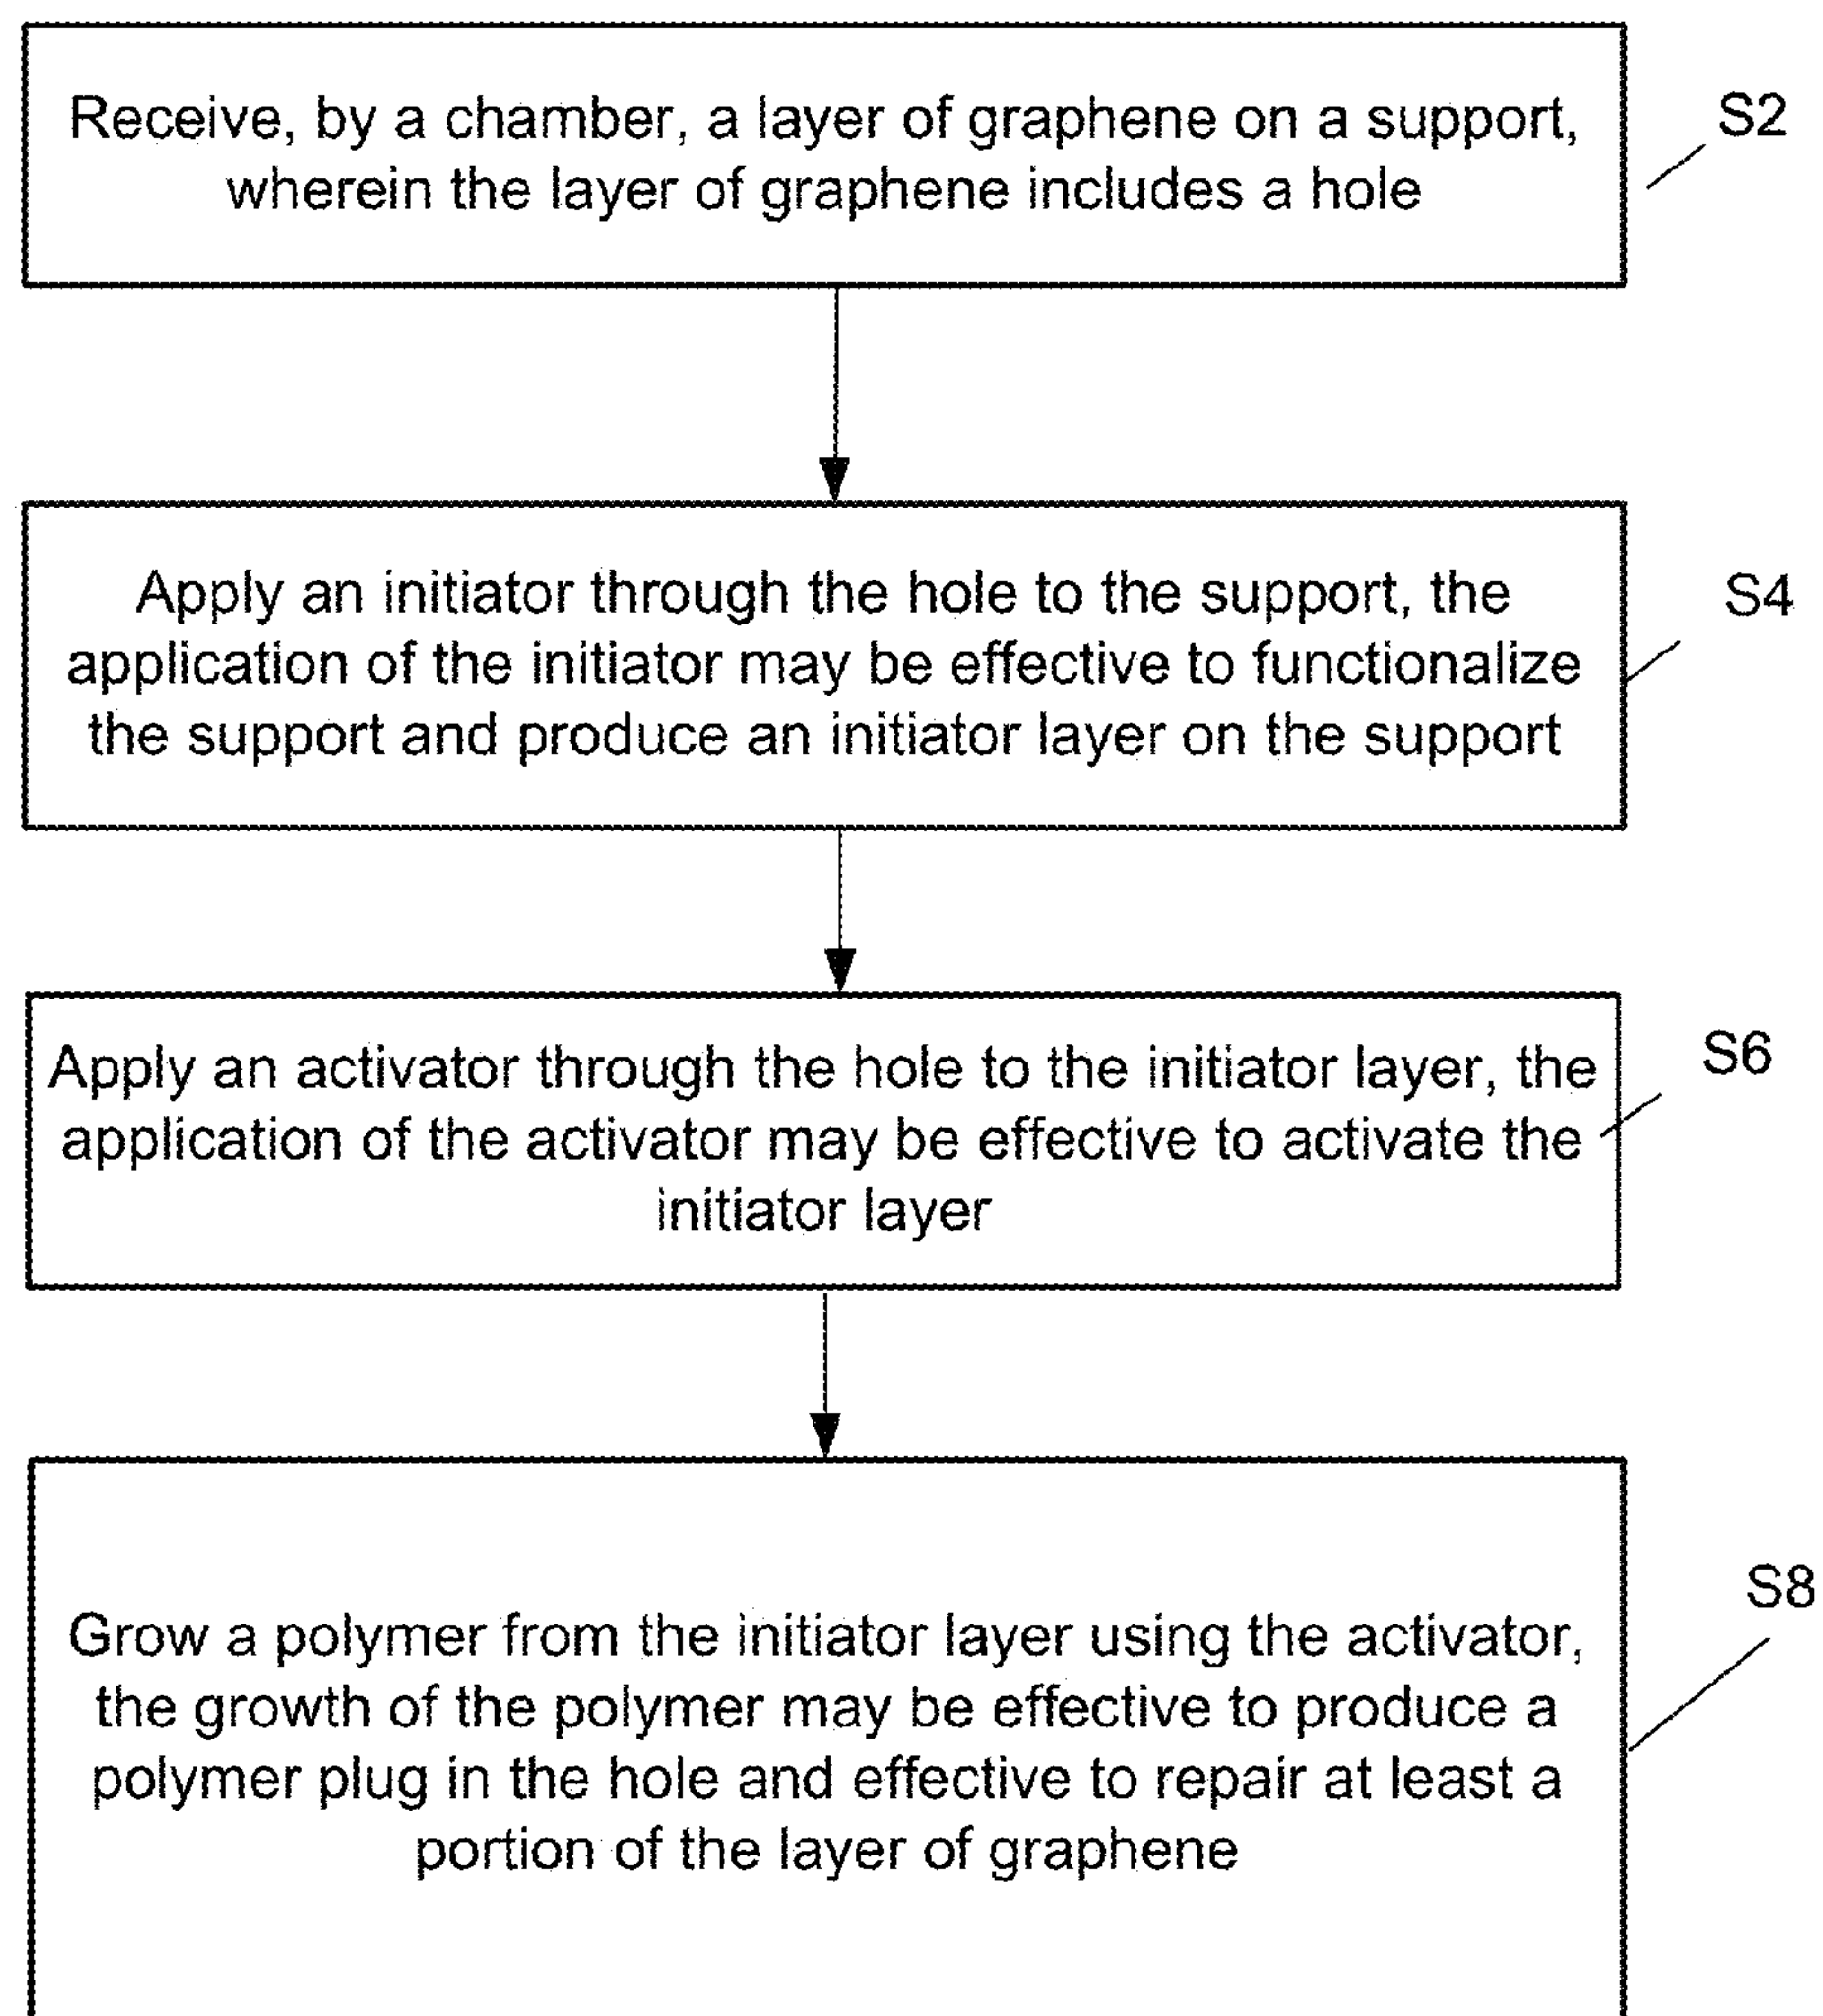 Receive, by a chamber, a layer of graphene on a support,
wherein the layer of graphene includes a hole
S2
Apply an initiator through the hole to the support, the
application of the initiator may be effective to functionalize
the support and produce an initiator layer on the support
S4
Apply an activator through the hole to the initiator layer, the
application of the activator may be effective to activate the
initiator layer
S6
Grow a polymer from the initiator layer using the activator,
the growth of the polymer may be effective to produce a
polymer plug in the hole and effective to repair at least a
portion of the layer of graphene
S8